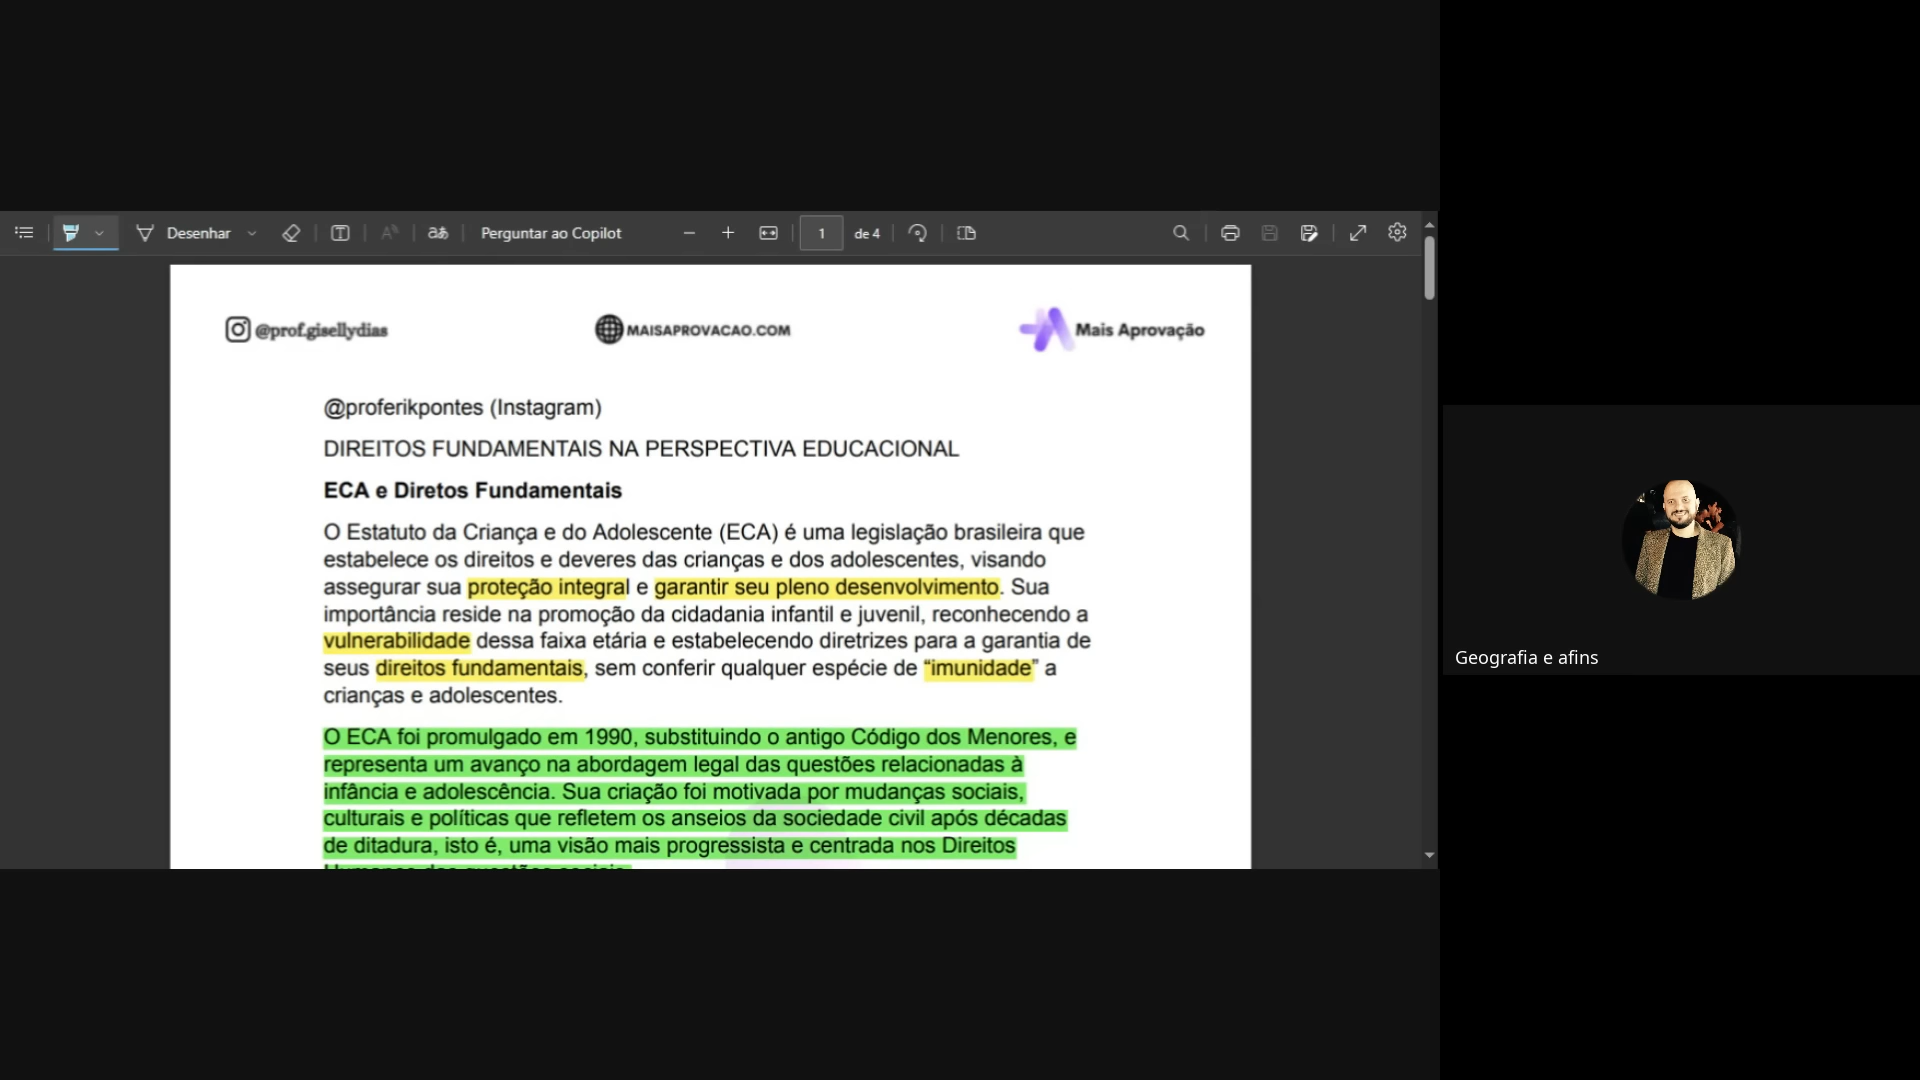 Desenhar
Perguntar ao Copilot
1 de 4
@prof.gisellydias
MAISAPROVACAO.COM
Mais Aprovação
@proferikpontes (Instagram)
DIREITOS FUNDAMENTAIS NA PERSPECTIVA EDUCACIONAL
ECA e Diretos Fundamentais
O Estatuto da Criança e do Adolescente (ECA) é uma legislação brasileira que
estabelece os direitos e deveres das crianças e dos adolescentes, visando
assegurar sua proteção integral e garantir seu pleno desenvolvimento. Sua
importância reside na promoção da cidadania infantil e juvenil, reconhecendo a
vulnerabilidade dessa faixa etária e estabelecendo diretrizes para a garantia de
seus direitos fundamentais, sem conferir qualquer espécie de “imunidade” a
crianças e adolescentes.
O ECA foi promulgado em 1990, substituindo o antigo Código dos Menores, e
representa um avanço na abordagem legal das questões relacionadas à
infância e adolescência. Sua criação foi motivada por mudanças sociais,
culturais e políticas que refletem os anseios da sociedade civil após décadas
de ditadura, isto é, uma visão mais progressista e centrada nos Direitos
Geografia e afins